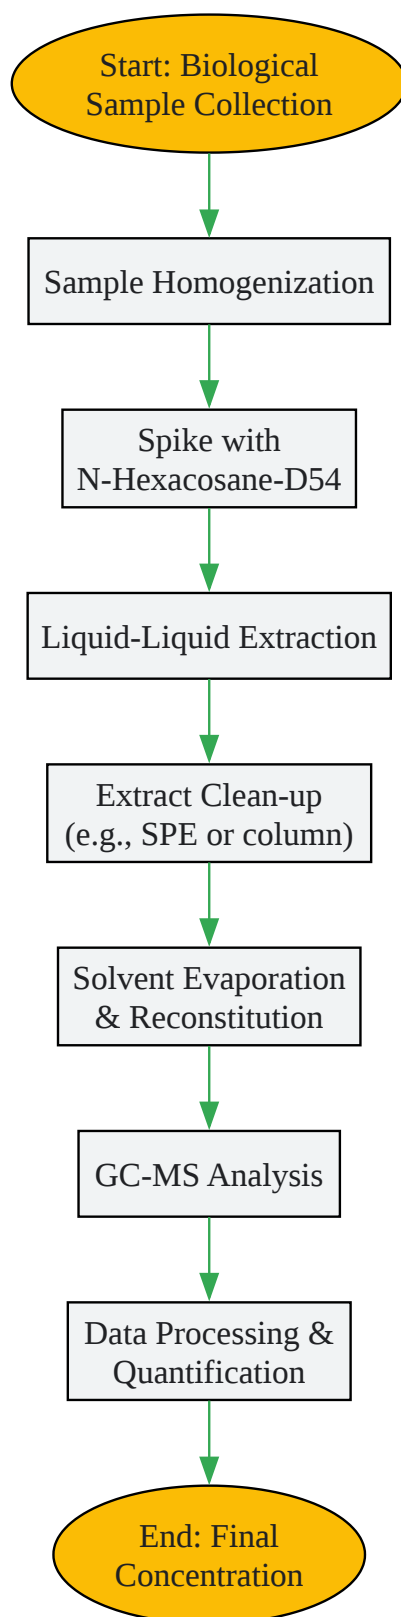 Start: Biological
Sample Collection
Sample Homogenization
Spike with
N-Hexacosane-D54
Liquid-Liquid Extraction
Extract Clean-up
(e.g., SPE or column)
Solvent Evaporation
& Reconstitution
GC-MS Analysis
Data Processing &
Quantification
End: Final
Concentration